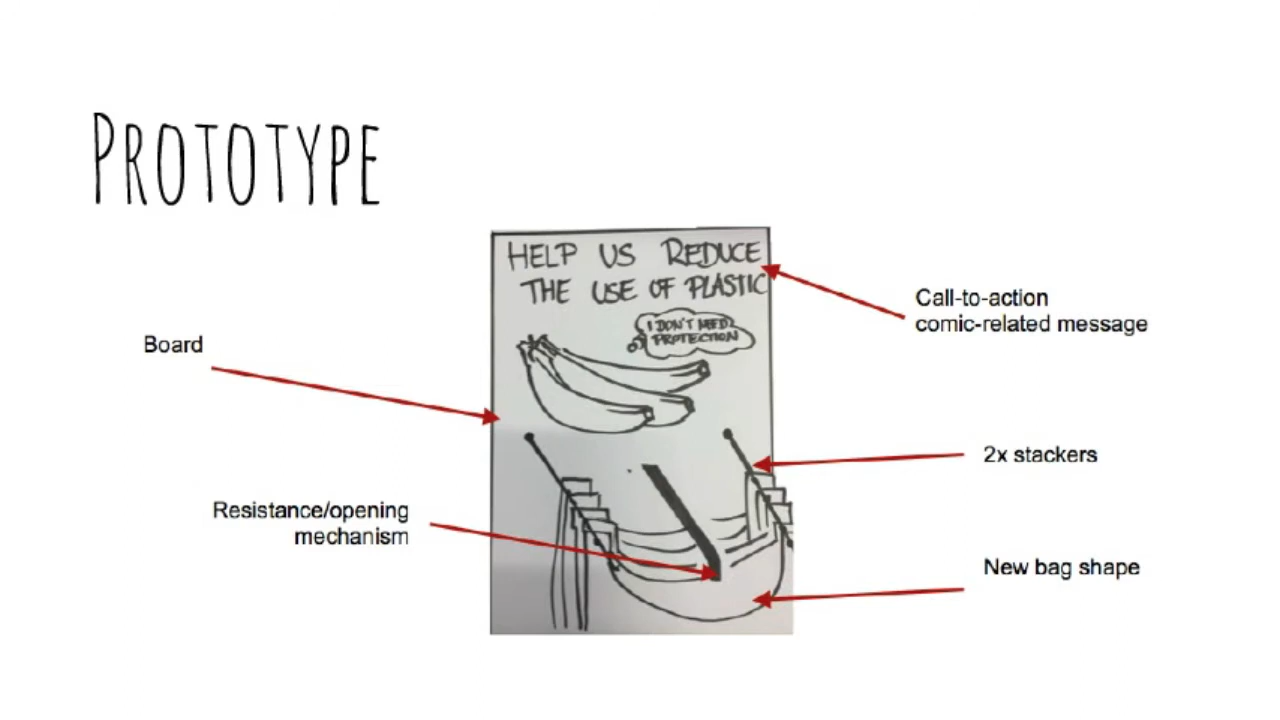 PROTOTYPE
HELP US REDUCE
THE USE OF PLASTIC
I DON'T NEED
PROTECTION
Call-to-action
comic-related message
Board
2x stackers
Resistance/opening
mechanism
New bag shape